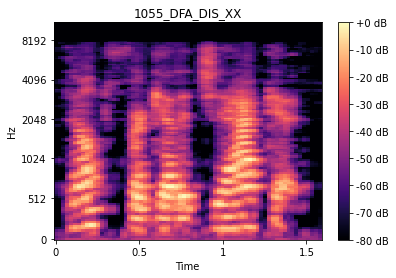 1055_DFA_DIS_XX
+0 dB
8192
-10 dB
4096
-20 dB
-30 dB
2048
Hz
-40 dB
1024
-50 dB
512
-60 dB
-70 dB
0
-80 dB
0
0.5
1
1.5
Time